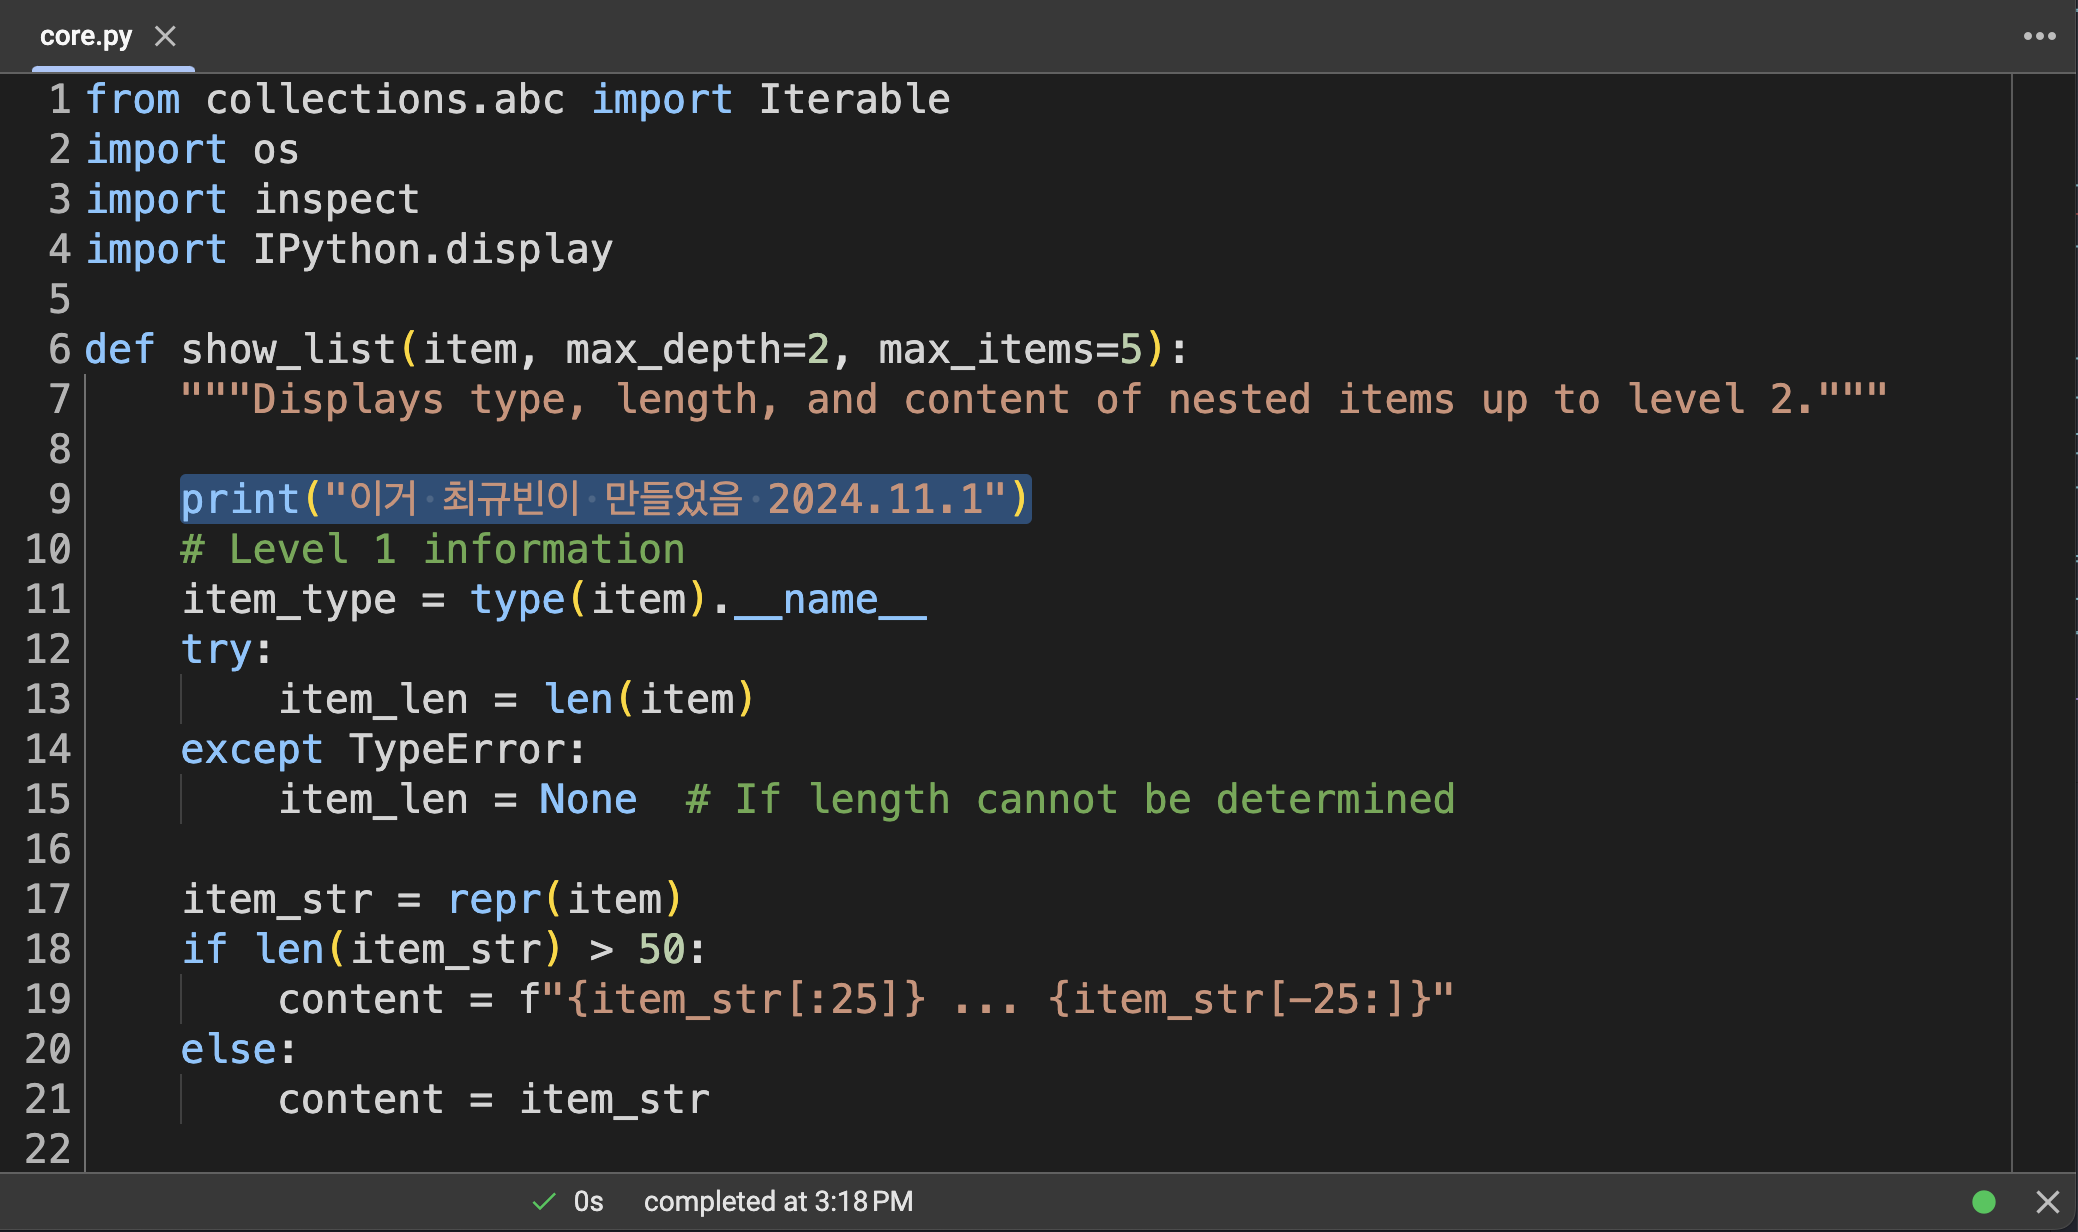 core.py
1 from collections.abc import Iterable
2 import os
3 import inspect
4 import IPython.display
5
6 def show_list(item, max_depth=2, max_items=5):
7     """Displays type, length, and content of nested items up to level 2."""
8
9     print("이거 최규빈이 만들었음 2024.11.1")
10     # Level 1 information
11     item_type = type(item).__name__
12     try:
13         item_len = len(item)
14     except TypeError:
15         item_len = None  # If length cannot be determined
16
17     item_str = repr(item)
18     if len(item_str) > 50:
19         content = f"{item_str[:25]} ... {item_str[-25:]}"
20     else:
21         content = item_str
22
0s completed at 3:18 PM